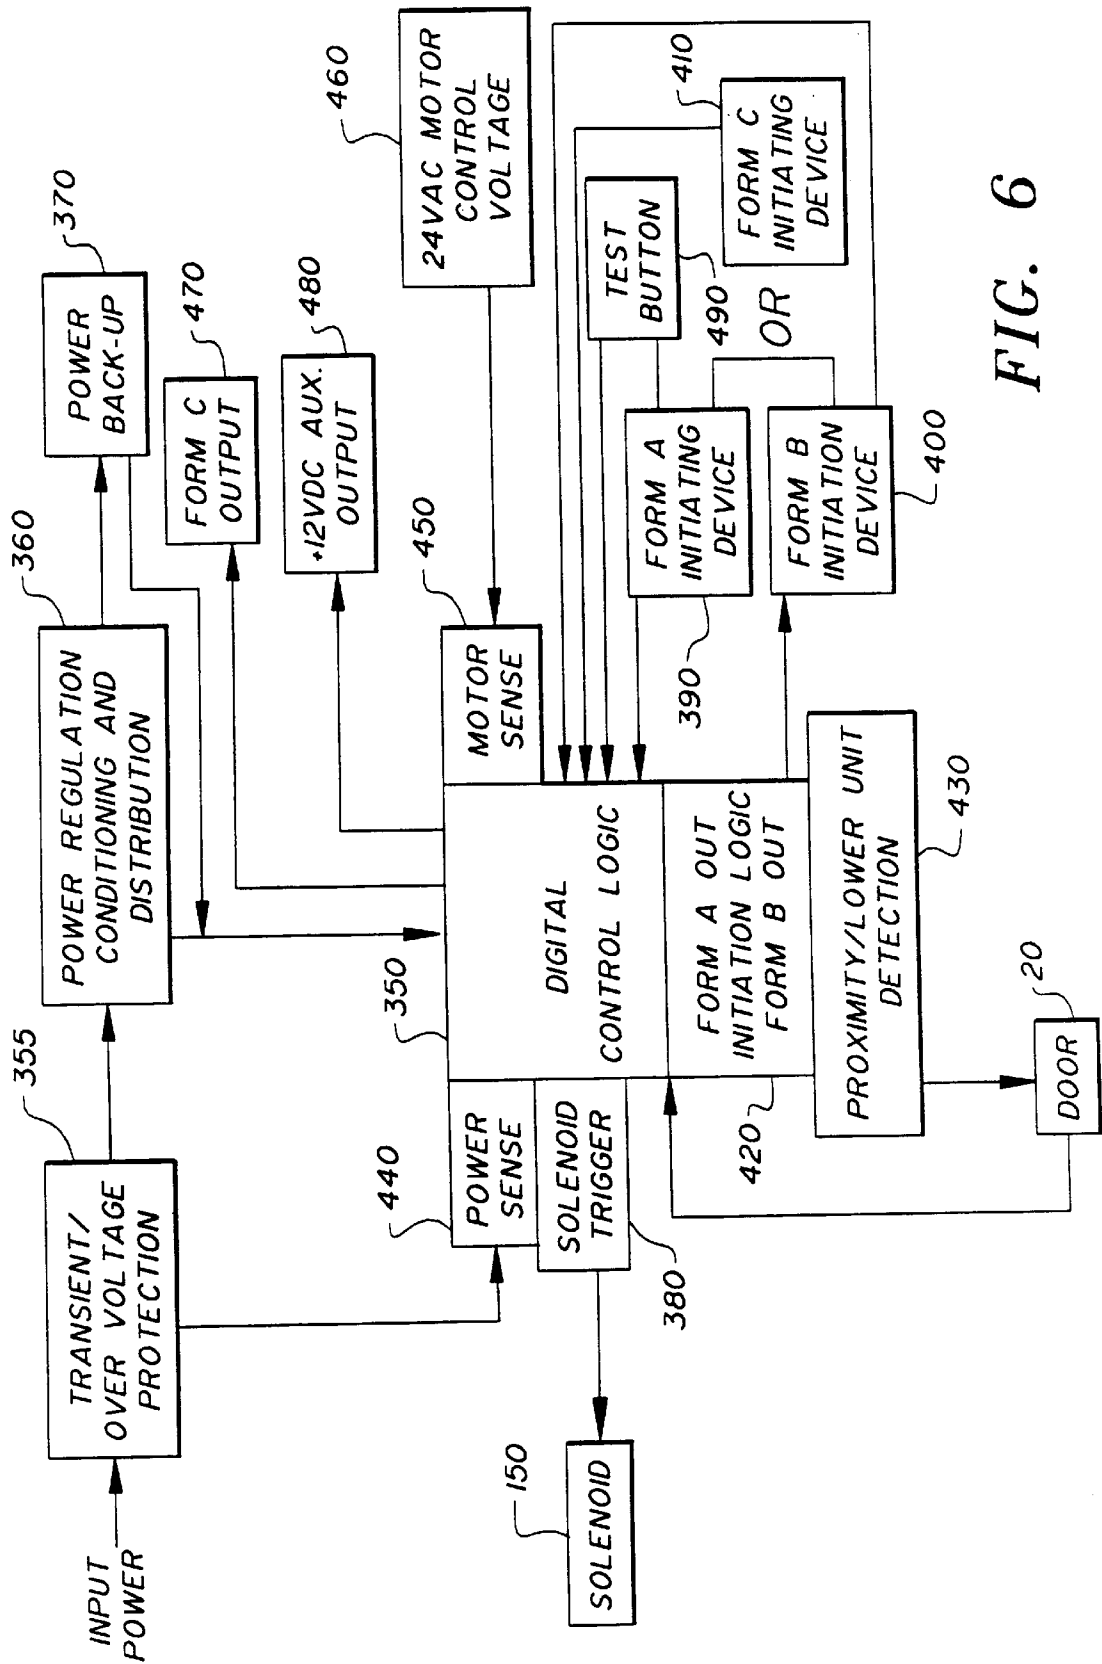 INPUT
POWER
TRANSIENT/
OVER VOLTAGE
PROTECTION
355
POWER REGULATION
CONDITIONING AND
DISTRIBUTION
360
POWER
BACK-UP
370
FORM C
OUTPUT
470
+12VDC AUX.
OUTPUT
480
24VAC MOTOR
CONTROL
VOLTAGE
460
MOTOR
SENSE
450
POWER
SENSE
440
350
DIGITAL
CONTROL LOGIC
SOLENOID
TRIGGER
380
SOLENOID
150
FORM A OUT
INITIATION LOGIC
FORM B OUT
420
PROXIMITY/LOWER UNIT
DETECTION
430
DOOR
20
TEST
BUTTON
490
FORM A
INITIATING
DEVICE
390
FORM B
INITIATION
DEVICE
400
OR
FORM C
INITIATING
DEVICE
410
FIG. 6